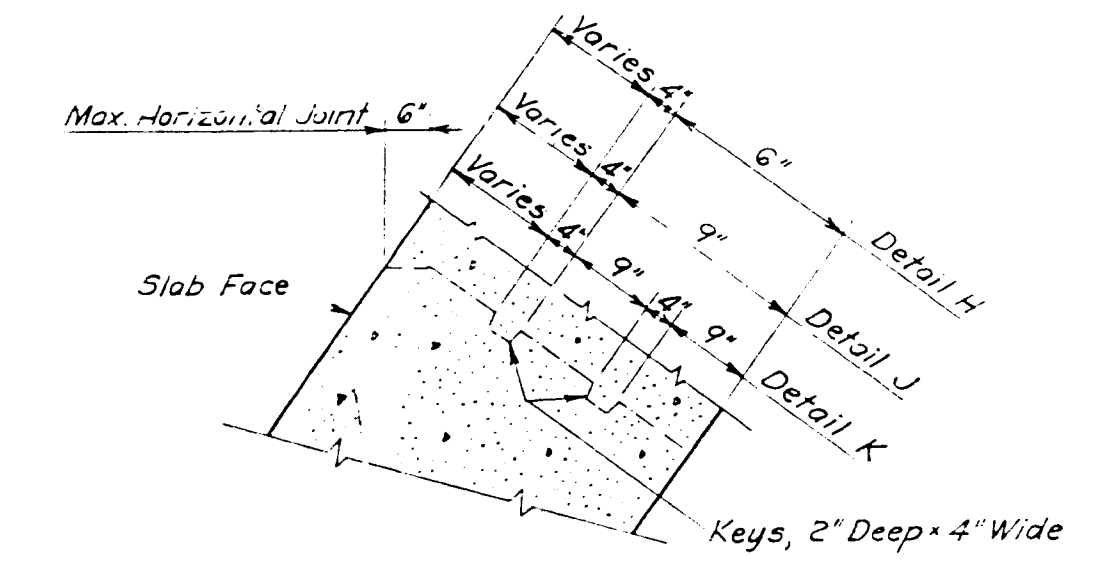 Varies 4" 6" Detail H
Max. Horizontal Joint 6"
Varies 4" 9" Detail J
Varies 4" 9" 4" 9" Detail K
Slab Face
Keys, 2" Deep x 4" Wide